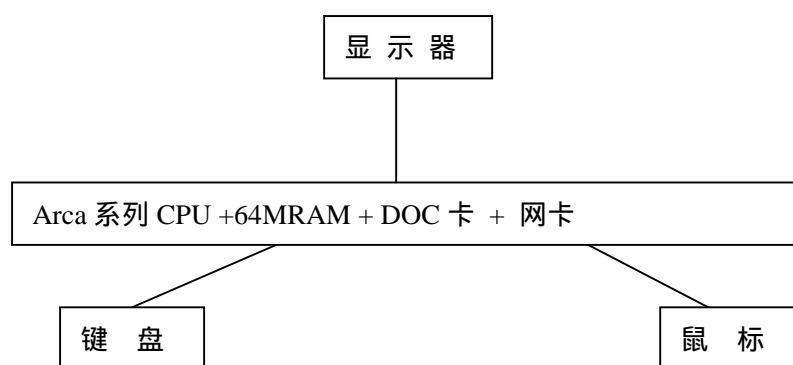 显 示 器
Arca 系列 CPU +64MRAM + DOC 卡 + 网卡
键 盘
鼠 标